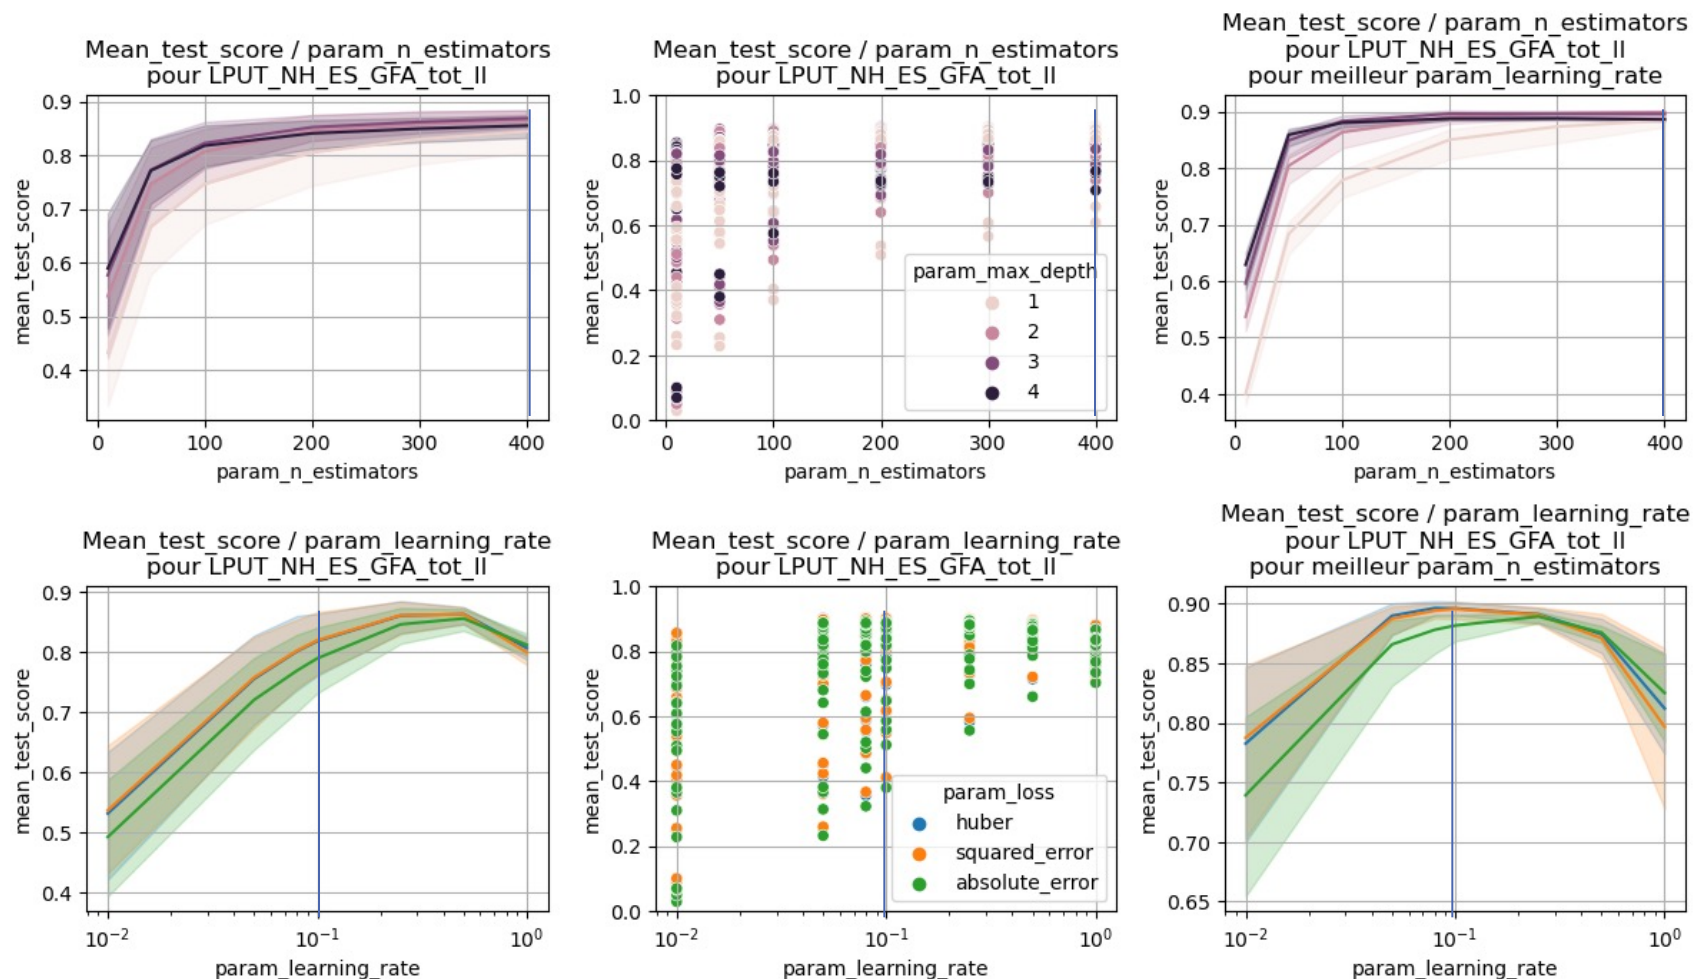 Mean_test_score / param_n_estimators
pour LPUT_NH_ES_GFA_tot_II
0.9
0.8
0.7
0.6
0.5
0.4
mean_test_score
0
100
200
300
400
param_n_estimators
Mean_test_score / param_n_estimators
pour LPUT_NH_ES_GFA_tot_II
1.0
0.8
0.6
0.4
0.2
0.0
mean_test_score
param_max_depth
1
2
3
4
0
100
200
300
400
param_n_estimators
Mean_test_score / param_n_estimators
pour LPUT_NH_ES_GFA_tot_II
pour meilleur param_learning_rate
0.9
0.8
0.7
0.6
0.5
0.4
mean_test_score
0
100
200
300
400
param_n_estimators
Mean_test_score / param_learning_rate
pour LPUT_NH_ES_GFA_tot_II
0.9
0.8
0.7
0.6
0.5
0.4
mean_test_score
10⁻²
10⁻¹
10⁰
param_learning_rate
Mean_test_score / param_learning_rate
pour LPUT_NH_ES_GFA_tot_II
1.0
0.8
0.6
0.4
0.2
0.0
mean_test_score
param_loss
huber
squared_error
absolute_error
10⁻²
10⁻¹
10⁰
param_learning_rate
Mean_test_score / param_learning_rate
pour LPUT_NH_ES_GFA_tot_II
pour meilleur param_n_estimators
0.90
0.85
0.80
0.75
0.70
0.65
mean_test_score
10⁻²
10⁻¹
10⁰
param_learning_rate